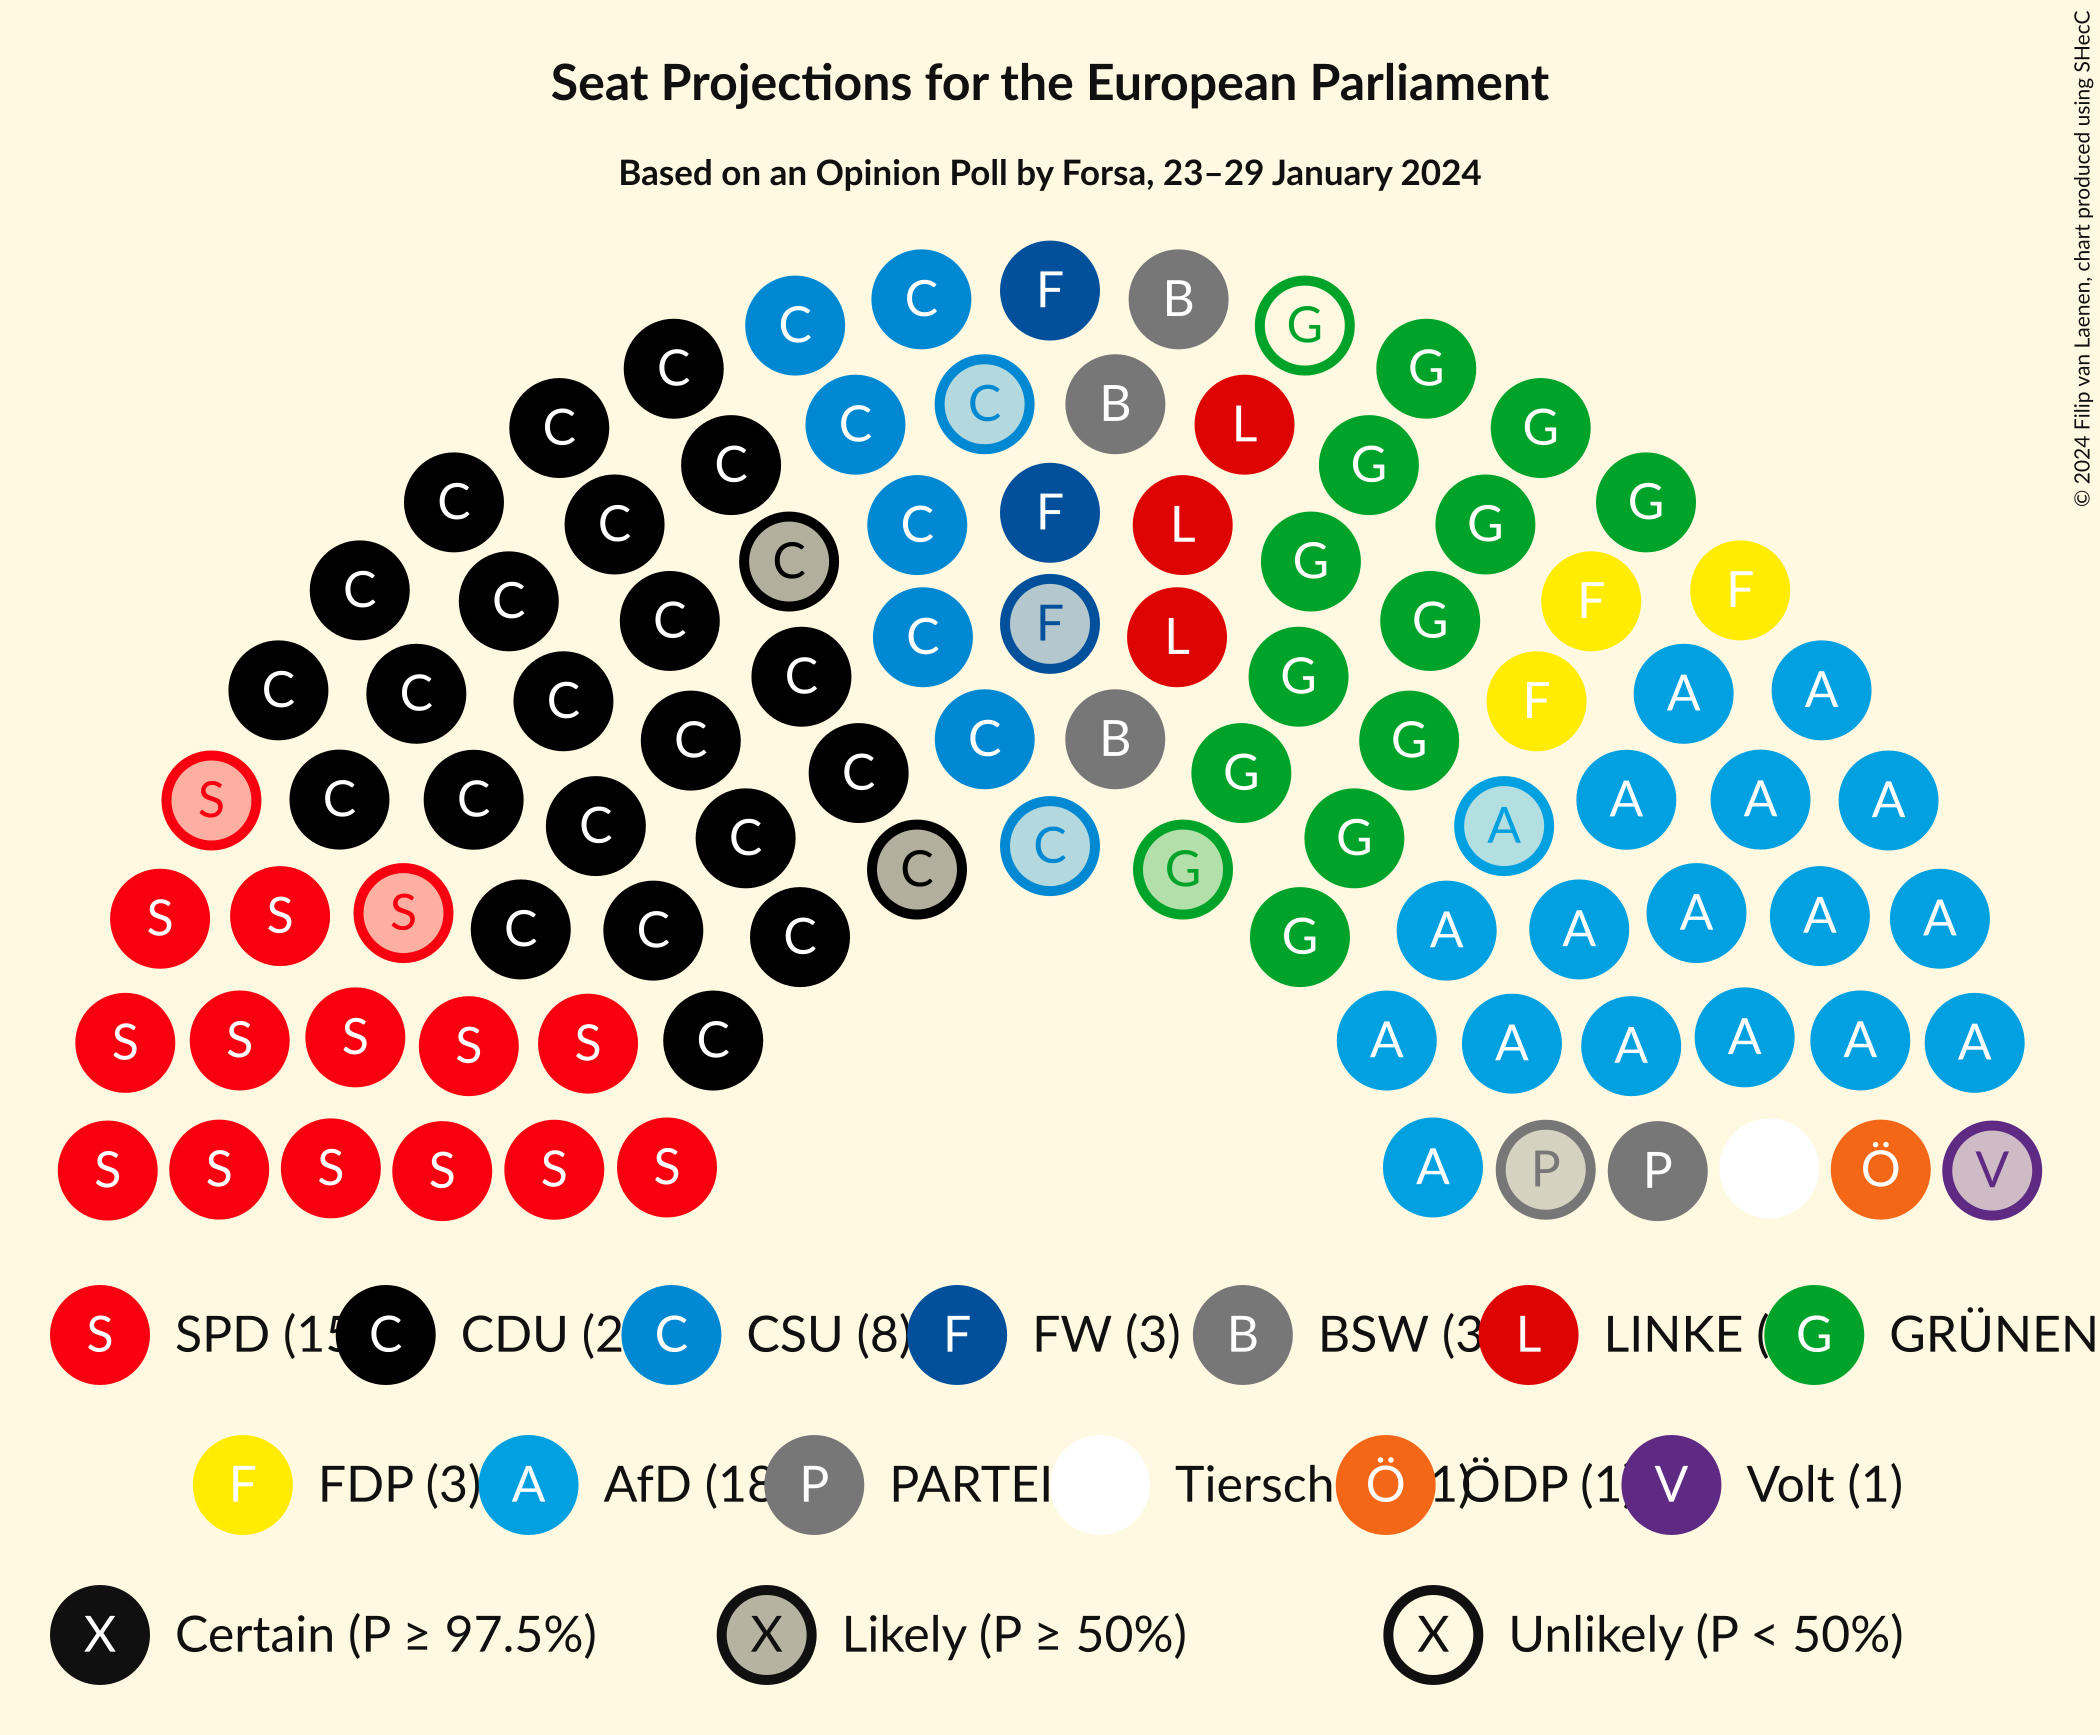 Seat Projections for the European Parliament
Based on an Opinion Poll by Forsa, 23–29 January 2024
© 2024 Filip van Laenen, chart produced using SHecC
F
C B
C G
C B
C G
C L
C G
C F G
C L
C G
C G
C F F
C F G
C L
C G
C G
C A
C C G F A
C B
C G
S C C A A A
C C A
C G
C G
S S S C C C G A A A A A
S S S S S C A A A A A A
S S S S S S A P P Ö V
S SPD (15 C CDU (2 C CSU (8) F FW (3) B BSW (3 L LINKE ( G GRÜNEN
F FDP (3) A AfD (18 P PARTEI Tiersch Ö 1) ÖDP (1) V Volt (1)
X Certain (P ≥ 97.5%) X Likely (P ≥ 50%) X Unlikely (P < 50%)